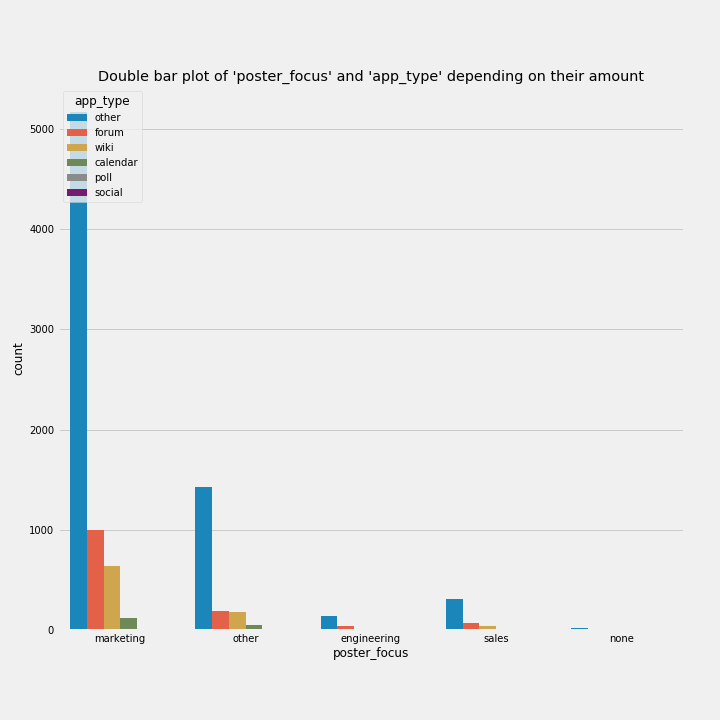 Double bar plot of 'poster_focus' and 'app_type' depending on their amount
app_type
other
forum
wiki
calendar
poll
social
5000
4000
3000
2000
1000
0
count
marketing other engineering sales none
poster_focus